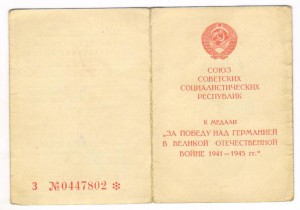 З №0447802 ✻
СОЮЗ
СОВЕТСКИХ
СОЦИАЛИСТИЧЕСКИХ
РЕСПУБЛИК
К МЕДАЛИ
„ЗА ПОБЕДУ НАД ГЕРМАНИЕЙ
В ВЕЛИКОЙ ОТЕЧЕСТВЕННОЙ
ВОЙНЕ 1941—1945 гг."